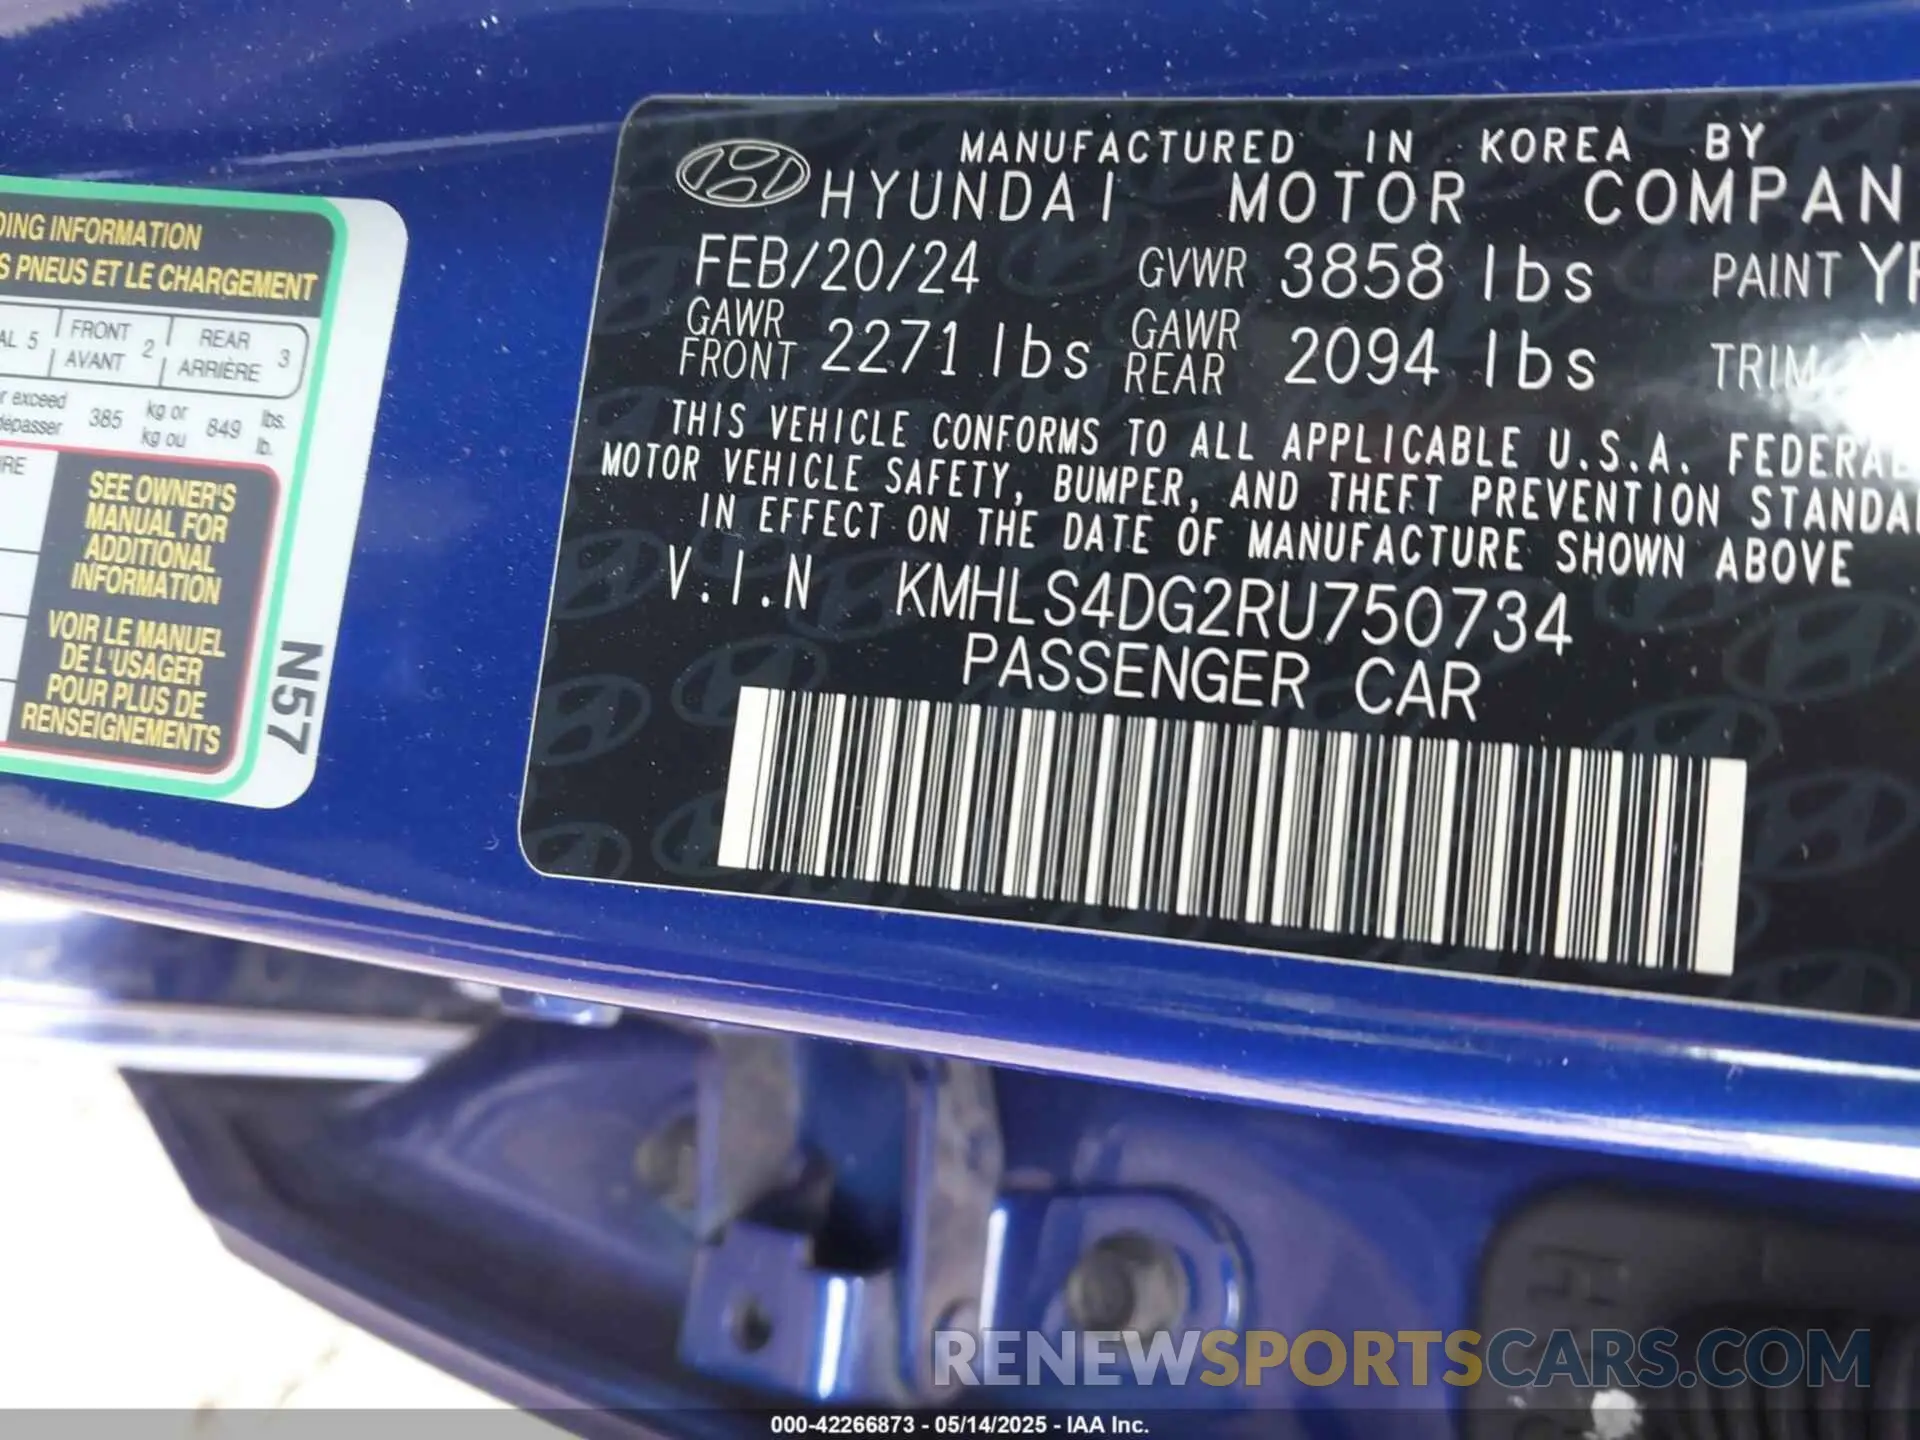 DING INFORMATION
S PNEUS ET LE CHARGEMENT
AL 5 FRONT 2 REAR 3
AVANT ARRIÈRE
r exceed 385 kg or 849 lbs.
dépasser kg ou lb.
IRE
SEE OWNER'S
MANUAL FOR
ADDITIONAL
INFORMATION
VOIR LE MANUEL
DE L'USAGER
POUR PLUS DE
RENSEIGNEMENTS
N57
MANUFACTURED IN KOREA BY
HYUNDAI MOTOR COMPAN
FEB/20/24 GVWR 3858 lbs PAINT
GAWR FRONT 2271 lbs GAWR REAR 2094 lbs TRIM
THIS VEHICLE CONFORMS TO ALL APPLICABLE U.S.A. FEDERAL
MOTOR VEHICLE SAFETY, BUMPER, AND THEFT PREVENTION STANDA
IN EFFECT ON THE DATE OF MANUFACTURE SHOWN ABOVE
V.I.N KMHLS4DG2RU750734
PASSENGER CAR
RENEWSPORTSCARS.COM
000-42266873 - 05/14/2025 - IAA Inc.